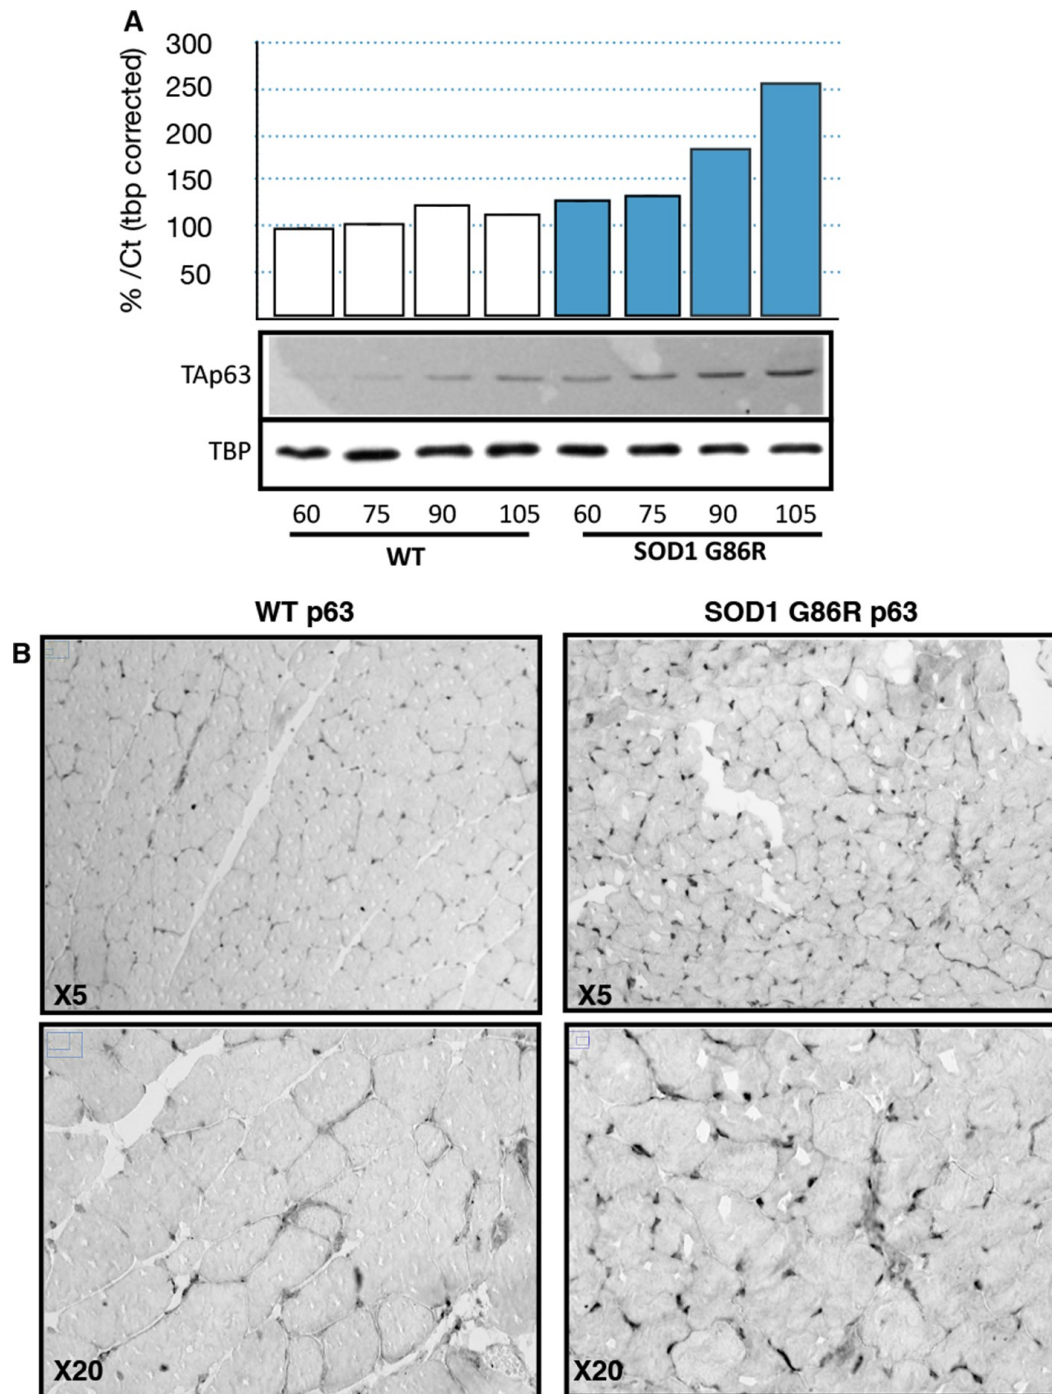 A
300
250
200
150
100
50
% /Ct (tbp corrected)
TAp63
TBP
60 75 90 105 60 75 90 105
WT SOD1 G86R
WT p63 SOD1 G86R p63
B
X5 X5
X20 X20